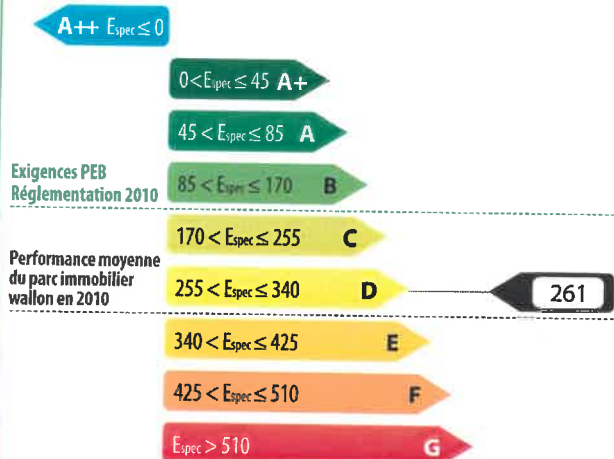 A++ Espec ≤ 0
0 < Espec ≤ 45 A+
45 < Espec ≤ 85 A
Exigences PEB
Réglementation 2010
85 < Espec ≤ 170 B
170 < Espec ≤ 255 C
Performance moyenne
du parc immobilier
wallon en 2010
255 < Espec ≤ 340 D
261
340 < Espec ≤ 425 E
425 < Espec ≤ 510 F
Espec > 510 G